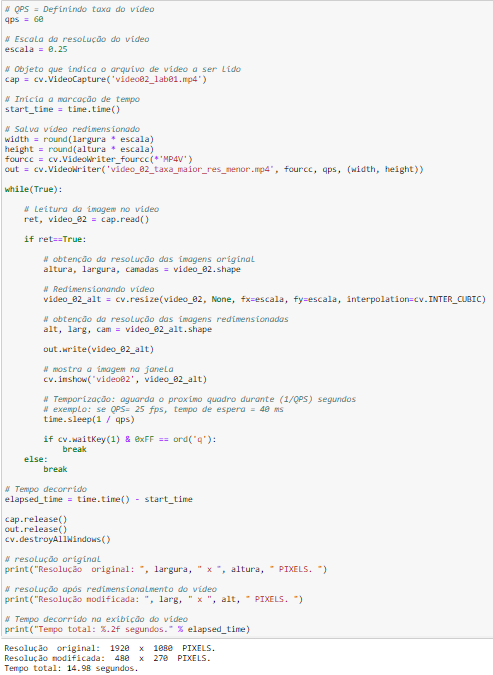 # QPS = Definindo taxa do vídeo
qps = 60
# Escala da resolução do vídeo
escala = 0.25
# Objeto que indica o arquivo de video a ser lido
cap = cv.VideoCapture('video02_lab01.mp4')
# Inicia a marcação de tempo
start_time = time.time()
# Salva video redimensionado
width = round(largura * escala)
height = round(altura * escala)
fourcc = cv.VideoWriter_fourcc(*'MP4V')
out = cv.VideoWriter('video_02_taxa_maior_res_menor.mp4', fourcc, qps, (width, height))
while(True):
# leitura da imagem no vídeo
ret, video_02 = cap.read()
if ret==True:
# obtenção da resolução das imagens original
altura, largura, camadas = video_02.shape
# Redimensionando vídeo
video_02_alt = cv.resize(video_02, None, fx=escala, fy=escala, interpolation=cv.INTER_CUBIC)
# obtenção da resolução das imagens redimensionadas
alt, larg, cam = video_02_alt.shape
out.write(video_02_alt)
# mostra a imagem na janela
cv.imshow('video02', video_02_alt)
# Temporização: aguarda o proximo quadro durante (1/QPS) segundos
# exemplo: se QPS= 25 fps, tempo de espera = 40 ms
time.sleep(1 / qps)
if cv.waitKey(1) & 0xFF == ord('q'):
break
else:
break
# Tempo decorrido
elapsed_time = time.time() - start_time
cap.release()
out.release()
cv.destroyAllWindows()
# resolução original
print("Resolução  original: ", largura, " x ", altura, " PIXELS. ")
# resolução após redimensionalmento do vídeo
print("Resolução modificada: ", larg, " x ", alt, " PIXELS. ")
# Tempo decorrido na exibição do vídeo
print("Tempo total: %.2f segundos." % elapsed_time)
Resolução  original:  1920  x  1080  PIXELS.
Resolução modificada:  480  x  270  PIXELS.
Tempo total: 14.98 segundos.